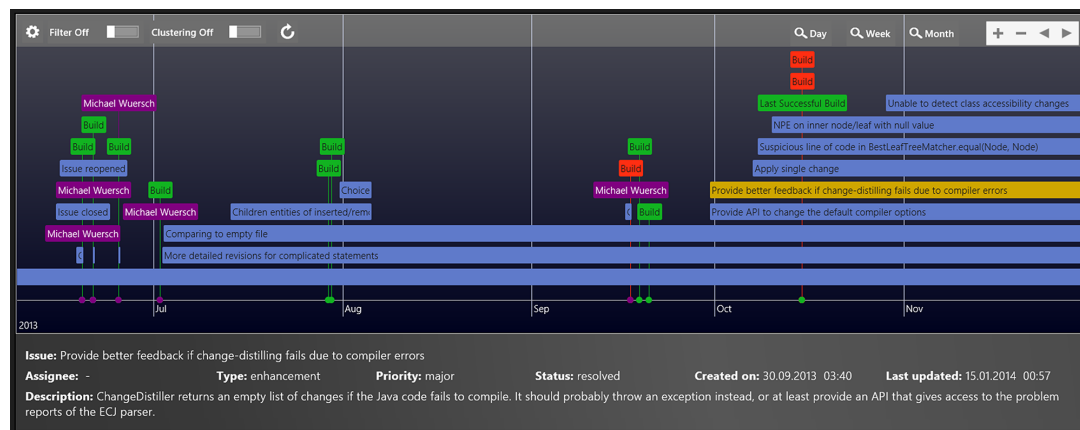 Filter Off Clustering Off Day Week Month
Build
Build
Michael Wuersch Last Successful Build Unable to detect class accessibility changes
Build NPE on inner node/leaf with null value
Build Build Build Build Suspicious line of code in BestLeafTreeMatcher.equal(Node, Node)
Issue reopened Build Build Apply single change
Michael Wuersch Build Choice Michael Wuersch Provide better feedback if change-distilling fails due to compiler errors
Issue closed Michael Wuersch Children entities of inserted/rem Build Provide API to change the default compiler options
Michael Wuersch Comparing to empty file
More detailed revisions for complicated statements
Jul Aug Sep Oct Nov
2013
Issue: Provide better feedback if change-distilling fails due to compiler errors
Assignee: - Type: enhancement Priority: major Status: resolved Created on: 30.09.2013 03:40 Last updated: 15.01.2014 00:57
Description: ChangeDistiller returns an empty list of changes if the Java code fails to compile. It should probably throw an exception instead, or at least provide an API that gives access to the problem
reports of the ECJ parser.